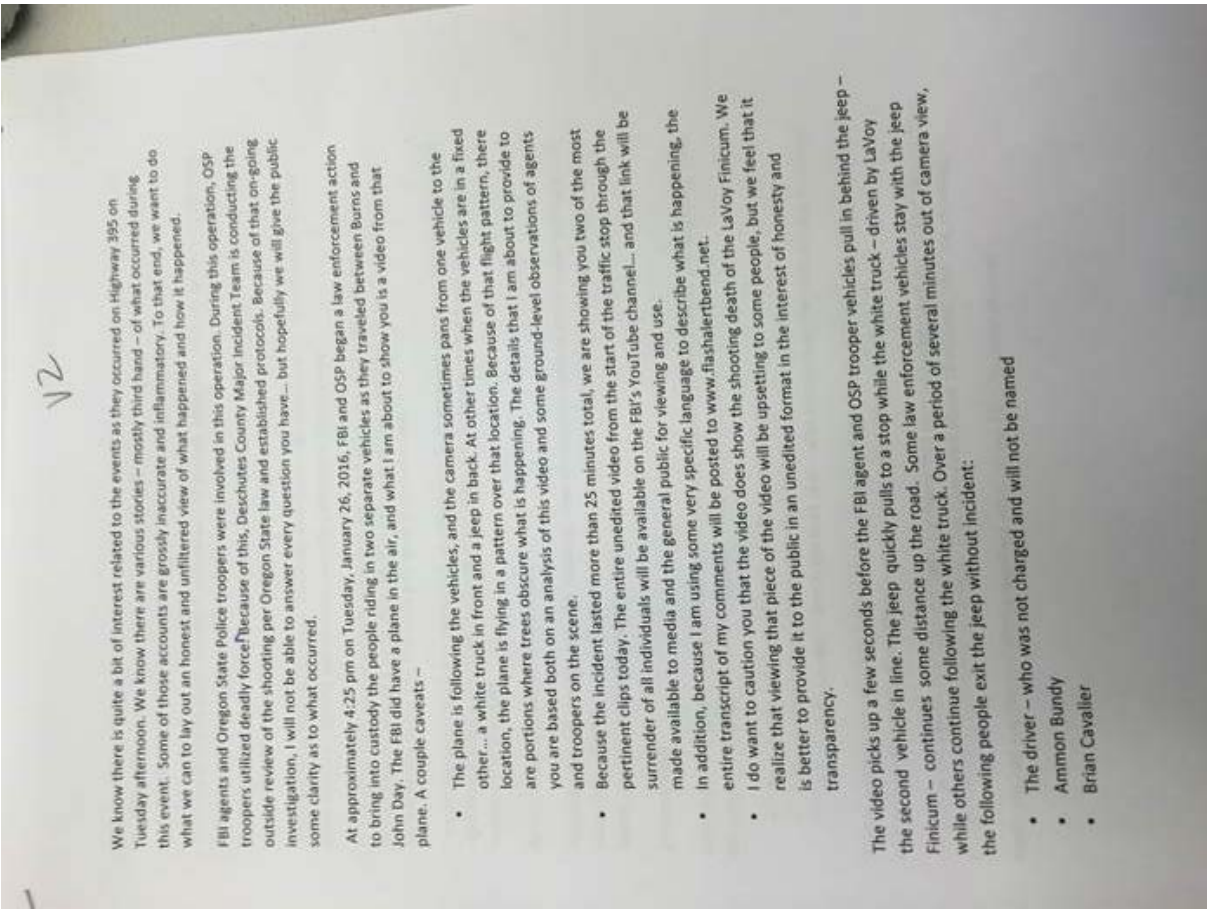 V2
We know there is quite a bit of interest related to the events as they occurred on Highway 395 on
Tuesday afternoon. We know there are various stories – mostly third hand – of what occurred during
this event. Some of those accounts are grossly inaccurate and inflammatory. To that end, we want to do
what we can to lay out an honest and unfiltered view of what happened and how it happened.
FBI agents and Oregon State Police troopers were involved in this operation. During this operation, OSP
troopers utilized deadly force. Because of this, Deschutes County Major Incident Team is conducting the
outside review of the shooting per Oregon State law and established protocols. Because of that on-going
investigation, I will not be able to answer every question you have... but hopefully we will give the public
some clarity as to what occurred.
At approximately 4:25 pm on Tuesday, January 26, 2016, FBI and OSP began a law enforcement action
to bring into custody the people riding in two separate vehicles as they traveled between Burns and
John Day. The FBI did have a plane in the air, and what I am about to show you is a video from that
plane. A couple caveats –
• The plane is following the vehicles, and the camera sometimes pans from one vehicle to the
other... a white truck in front and a jeep in back. At other times when the vehicles are in a fixed
location, the plane is flying in a pattern over that location. Because of that flight pattern, there
are portions where trees obscure what is happening. The details that I am about to provide to
you are based both on an analysis of this video and some ground-level observations of agents
and troopers on the scene.
• Because the incident lasted more than 25 minutes total, we are showing you two of the most
pertinent clips today. The entire unedited video from the start of the traffic stop through the
surrender of all individuals will be available on the FBI's YouTube channel... and that link will be
made available to media and the general public for viewing and use.
• In addition, because I am using some very specific language to describe what is happening, the
entire transcript of my comments will be posted to www.flashalertbend.net.
• I do want to caution you that the video does show the shooting death of the LaVoy Finicum. We
realize that viewing that piece of the video will be upsetting to some people, but we feel that it
is better to provide it to the public in an unedited format in the interest of honesty and
transparency.
The video picks up a few seconds before the FBI agent and OSP trooper vehicles pull in behind the jeep –
the second vehicle in line. The jeep quickly pulls to a stop while the white truck – driven by LaVoy
Finicum – continues some distance up the road. Some law enforcement vehicles stay with the jeep
while others continue following the white truck. Over a period of several minutes out of camera view,
the following people exit the jeep without incident:
• The driver – who was not charged and will not be named
• Ammon Bundy
• Brian Cavalier